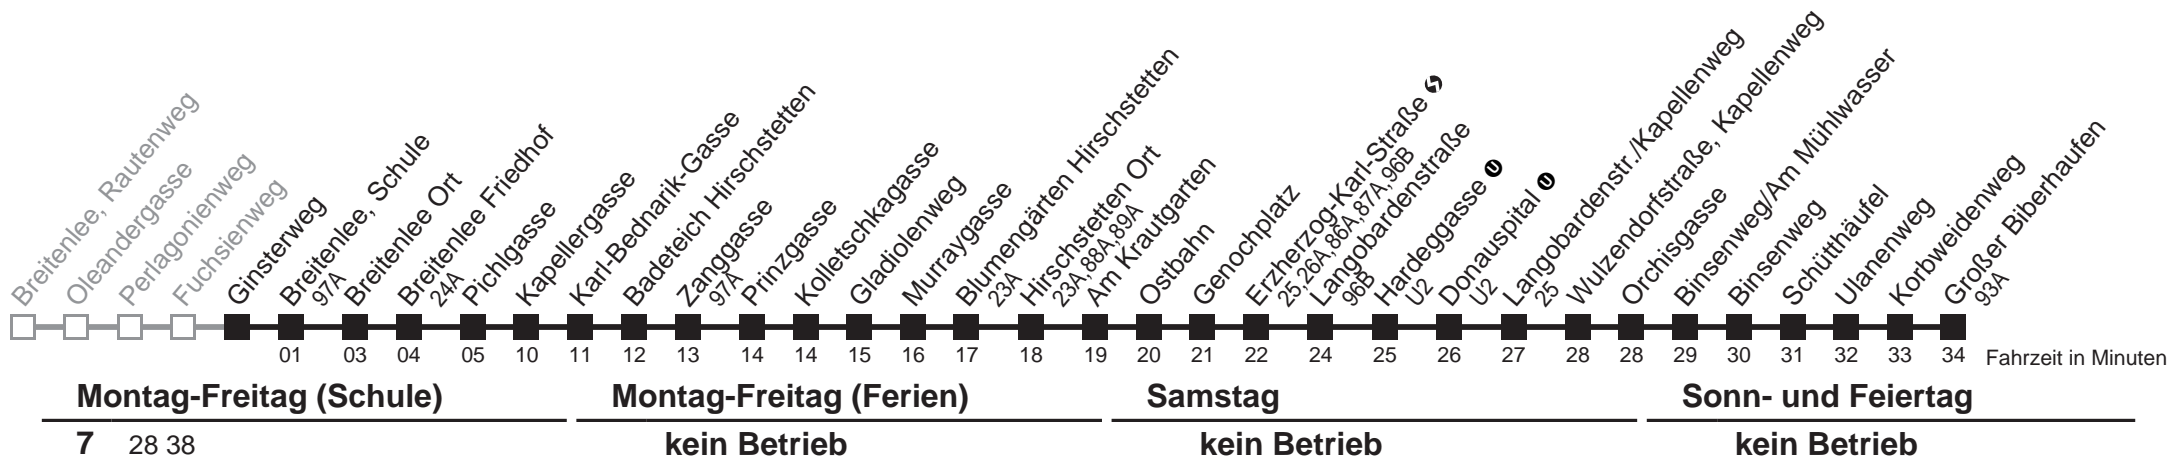 Breitenlee, Rautenweg
Oleandergasse
Perlagonienweg
Fuchsienweg
Ginsterweg
Breitenlee, Schule
97A
Breitenlee Ort
Breitenlee Friedhof
24A
Pichlgasse
Kapellergasse
Karl-Bednarik-Gasse
Badeteich Hirschstetten
Zanggasse
97A
Prinzgasse
Kolletschkagasse
Gladiolenweg
Murraygasse
Blumengärten Hirschstetten
23A
Hirschstetten Ort
23A,88A,89A
Am Krautgarten
Ostbahn
Genochplatz
Erzherzog-Karl-Straße
25,26A,86A,87A,96B
Langobardenstraße
96B
Hardeggasse U
U2
Donauspital U
U2
Langobardenstr./Kapellenweg
25
Wulzendorfstraße, Kapellenweg
Orchisgasse
Binsenweg/Am Mühlwasser
Binsenweg
Schütthäufel
Ulanenweg
Korbweidenweg
Großer Biberhaufen
93A
01 03 04 05 10 11 12 13 14 14 15 16 17 18 19 20 21 22 24 25 26 27 28 28 29 30 31 32 33 34 Fahrzeit in Minuten
Montag-Freitag (Schule) Montag-Freitag (Ferien) Samstag Sonn- und Feiertag
7 28 38 kein Betrieb kein Betrieb kein Betrieb